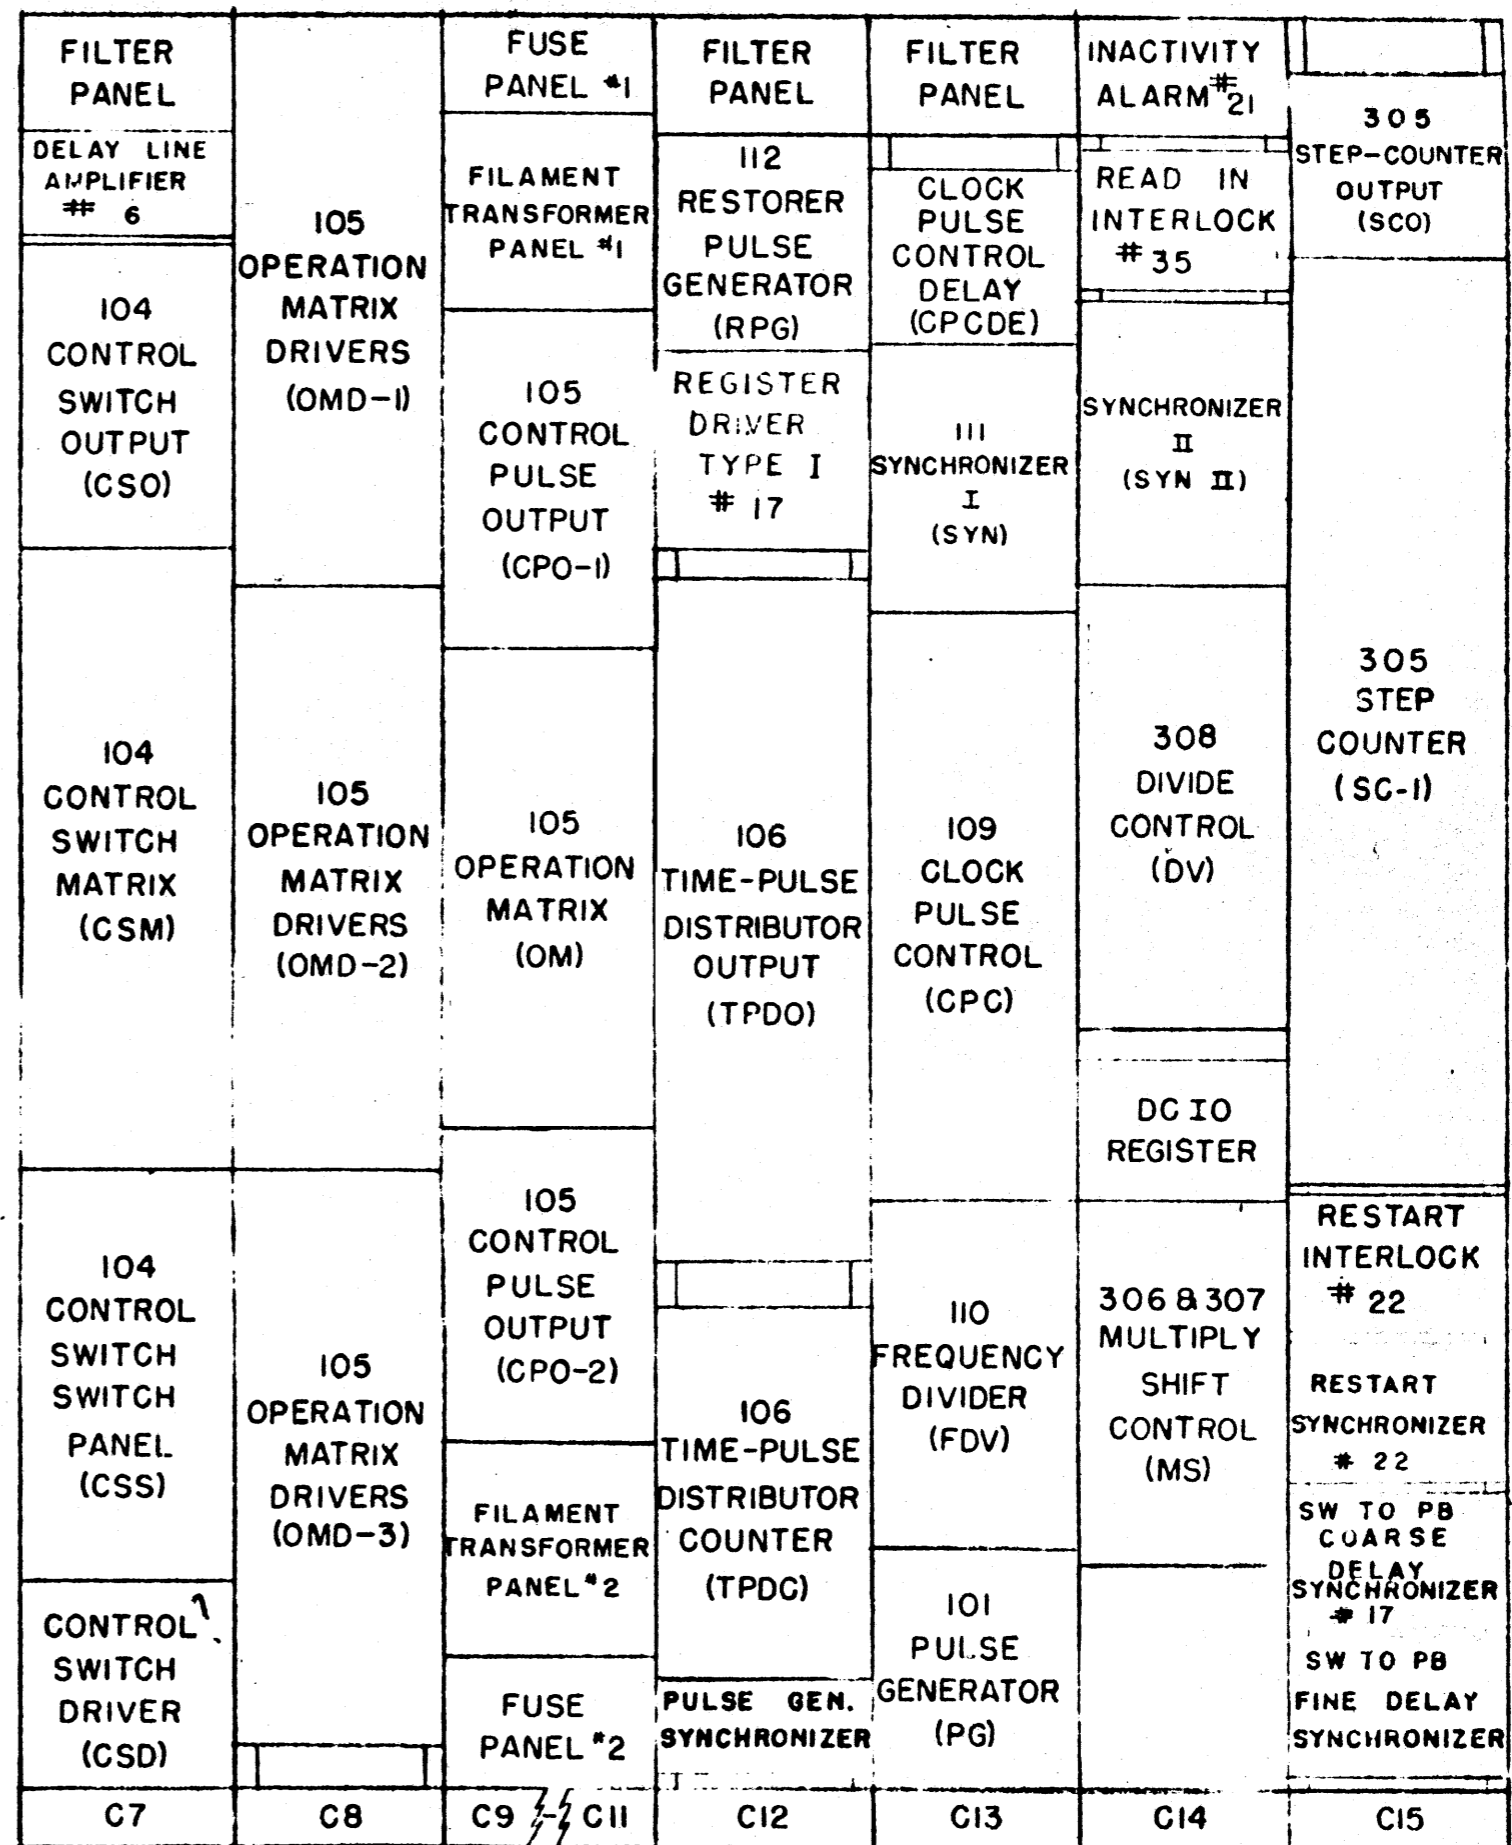 FILTER
PANEL
DELAY LINE
AMPLIFIER
# 6
104
CONTROL
SWITCH
OUTPUT
(CSO)
104
CONTROL
SWITCH
MATRIX
(CSM)
104
CONTROL
SWITCH
SWITCH
PANEL
(CSS)
CONTROL
SWITCH
DRIVER
(CSD)
C7
105
OPERATION
MATRIX
DRIVERS
(OMD-1)
105
OPERATION
MATRIX
DRIVERS
(OMD-2)
105
OPERATION
MATRIX
DRIVERS
(OMD-3)
C8
FUSE
PANEL #1
FILAMENT
TRANSFORMER
PANEL #1
105
CONTROL
PULSE
OUTPUT
(CPO-1)
105
OPERATION
MATRIX
(OM)
105
CONTROL
PULSE
OUTPUT
(CPO-2)
FILAMENT
TRANSFORMER
PANEL #2
FUSE
PANEL #2
C9 - C11
FILTER
PANEL
112
RESTORER
PULSE
GENERATOR
(RPG)
REGISTER
DRIVER
TYPE I
# 17
106
TIME-PULSE
DISTRIBUTOR
OUTPUT
(TPDO)
106
TIME-PULSE
DISTRIBUTOR
COUNTER
(TPDC)
PULSE GEN.
SYNCHRONIZER
C12
FILTER
PANEL
CLOCK
PULSE
CONTROL
DELAY
(CPCDE)
111
SYNCHRONIZER
I
(SYN)
109
CLOCK
PULSE
CONTROL
(CPC)
110
FREQUENCY
DIVIDER
(FDV)
101
PULSE
GENERATOR
(PG)
C13
INACTIVITY
ALARM #21
READ IN
INTERLOCK
# 35
SYNCHRONIZER
II
(SYN II)
308
DIVIDE
CONTROL
(DV)
DC IO
REGISTER
306 & 307
MULTIPLY
SHIFT
CONTROL
(MS)
C14
305
STEP-COUNTER
OUTPUT
(SCO)
305
STEP
COUNTER
(SC-1)
RESTART
INTERLOCK
# 22
RESTART
SYNCHRONIZER
# 22
SW TO PB
COARSE
DELAY
SYNCHRONIZER
# 17
SW TO PB
FINE DELAY
SYNCHRONIZER
C15